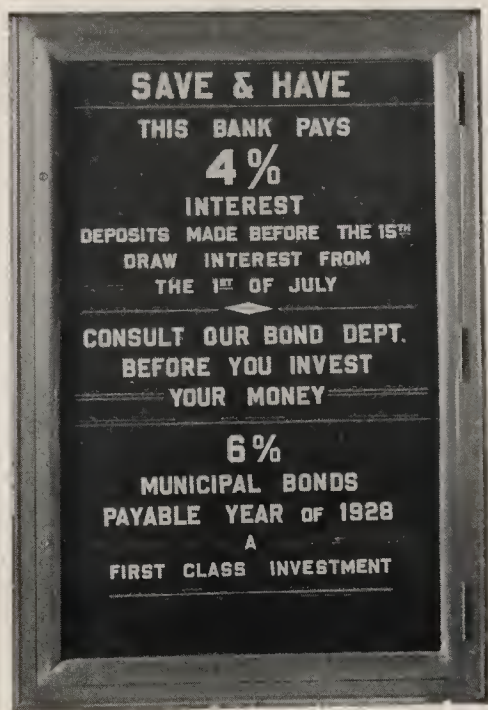 SAVE & HAVE
THIS BANK PAYS
4%
INTEREST
DEPOSITS MADE BEFORE THE 15TH
DRAW INTEREST FROM
THE 1ST OF JULY
CONSULT OUR BOND DEPT.
BEFORE YOU INVEST
YOUR MONEY
6%
MUNICIPAL BONDS
PAYABLE YEAR OF 1928
A
FIRST CLASS INVESTMENT